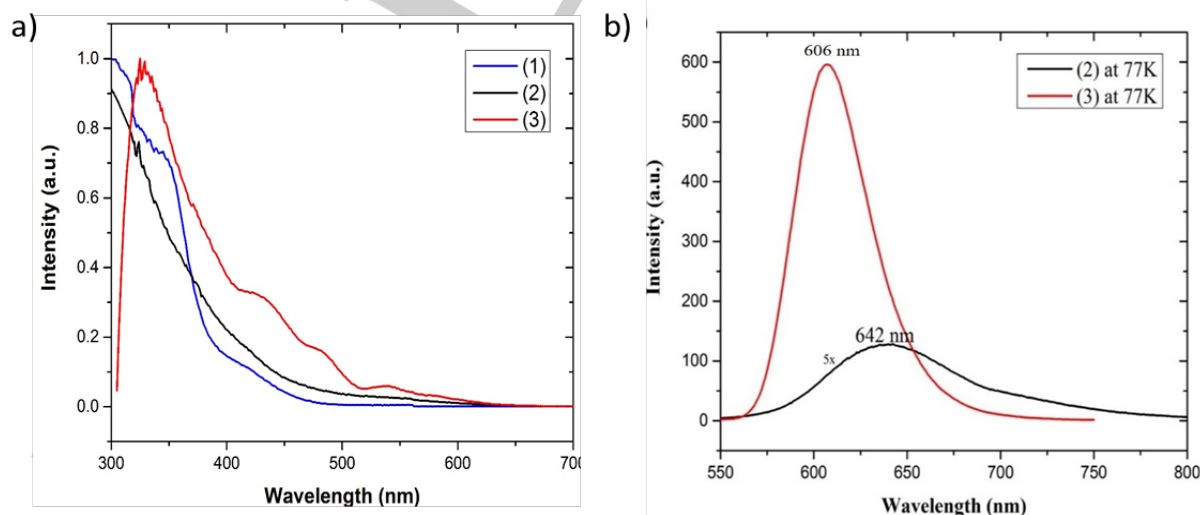 a)
1.0
0.8
0.6
0.4
0.2
0.0
Intensity (a.u.)
(1)
(2)
(3)
300
400
500
600
700
Wavelength (nm)
b)
600
500
400
300
200
100
0
Intensity (a.u.)
606 nm
(2) at 77K
(3) at 77K
642 nm
5x
550
600
650
700
750
800
Wavelength (nm)